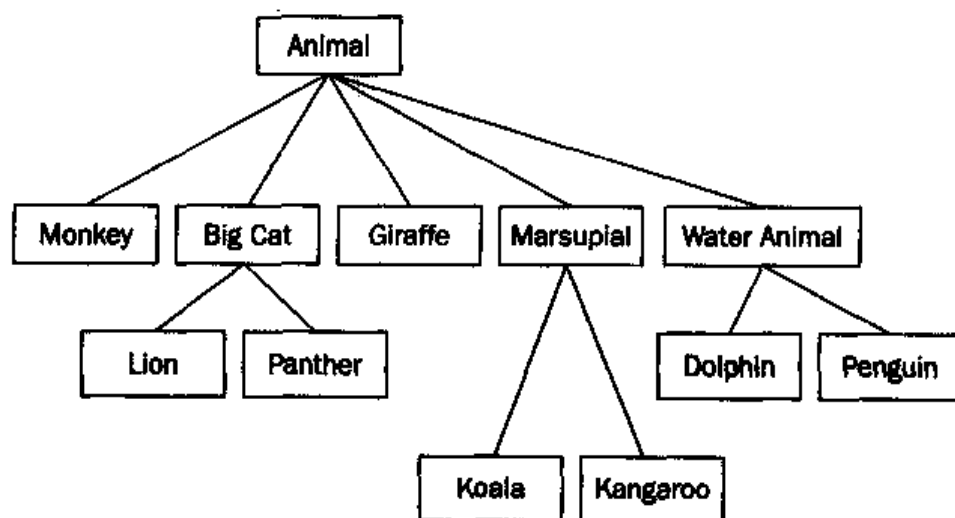 Animal
Monkey
Big Cat
Giraffe
Marsupial
Water Animal
Lion
Panther
Dolphin
Penguin
Koala
Kangaroo